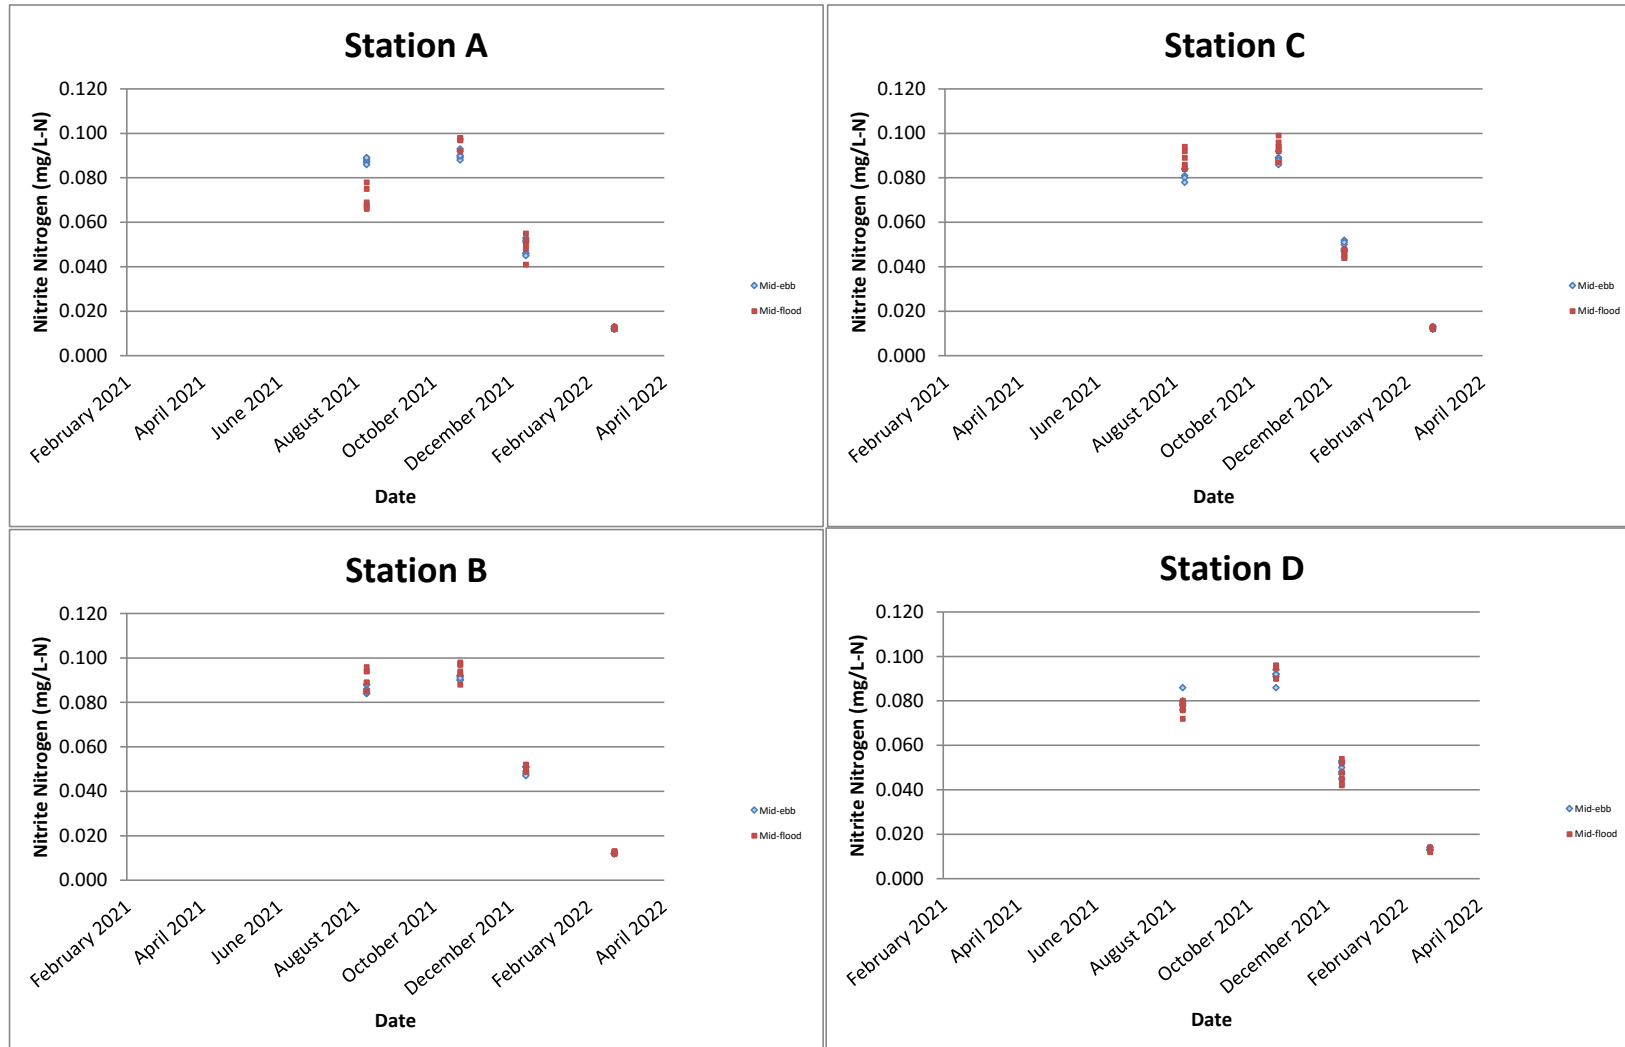 Station A
Nitrite Nitrogen (mg/L-N)
0.120
0.100
0.080
0.060
0.040
0.020
0.000
February 2021
April 2021
June 2021
August 2021
October 2021
December 2021
February 2022
April 2022
Date
Mid-ebb
Mid-flood
Station C
Nitrite Nitrogen (mg/L-N)
0.120
0.100
0.080
0.060
0.040
0.020
0.000
February 2021
April 2021
June 2021
August 2021
October 2021
December 2021
February 2022
April 2022
Date
Mid-ebb
Mid-flood
Station B
Nitrite Nitrogen (mg/L-N)
0.120
0.100
0.080
0.060
0.040
0.020
0.000
February 2021
April 2021
June 2021
August 2021
October 2021
December 2021
February 2022
April 2022
Date
Mid-ebb
Mid-flood
Station D
Nitrite Nitrogen (mg/L-N)
0.120
0.100
0.080
0.060
0.040
0.020
0.000
February 2021
April 2021
June 2021
August 2021
October 2021
December 2021
February 2022
April 2022
Date
Mid-ebb
Mid-flood